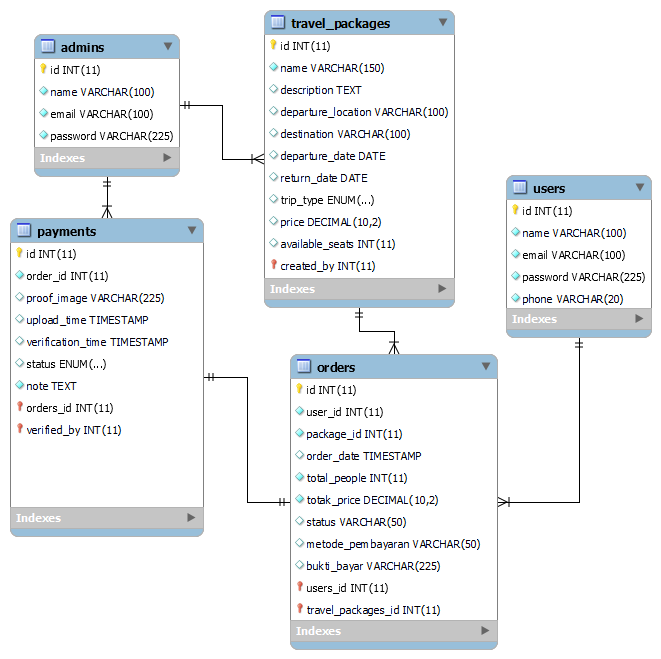 admins
id INT(11)
name VARCHAR(100)
email VARCHAR(100)
password VARCHAR(225)
Indexes
travel_packages
id INT(11)
name VARCHAR(150)
description TEXT
departure_location VARCHAR(100)
destination VARCHAR(100)
departure_date DATE
return_date DATE
trip_type ENUM(...)
price DECIMAL(10,2)
available_seats INT(11)
created_by INT(11)
Indexes
users
id INT(11)
name VARCHAR(100)
email VARCHAR(100)
password VARCHAR(225)
phone VARCHAR(20)
Indexes
payments
id INT(11)
order_id INT(11)
proof_image VARCHAR(225)
upload_time TIMESTAMP
verification_time TIMESTAMP
status ENUM(...)
note TEXT
orders_id INT(11)
verified_by INT(11)
Indexes
orders
id INT(11)
user_id INT(11)
package_id INT(11)
order_date TIMESTAMP
total_people INT(11)
totak_price DECIMAL(10,2)
status VARCHAR(50)
metode_pembayaran VARCHAR(50)
bukti_bayar VARCHAR(225)
users_id INT(11)
travel_packages_id INT(11)
Indexes